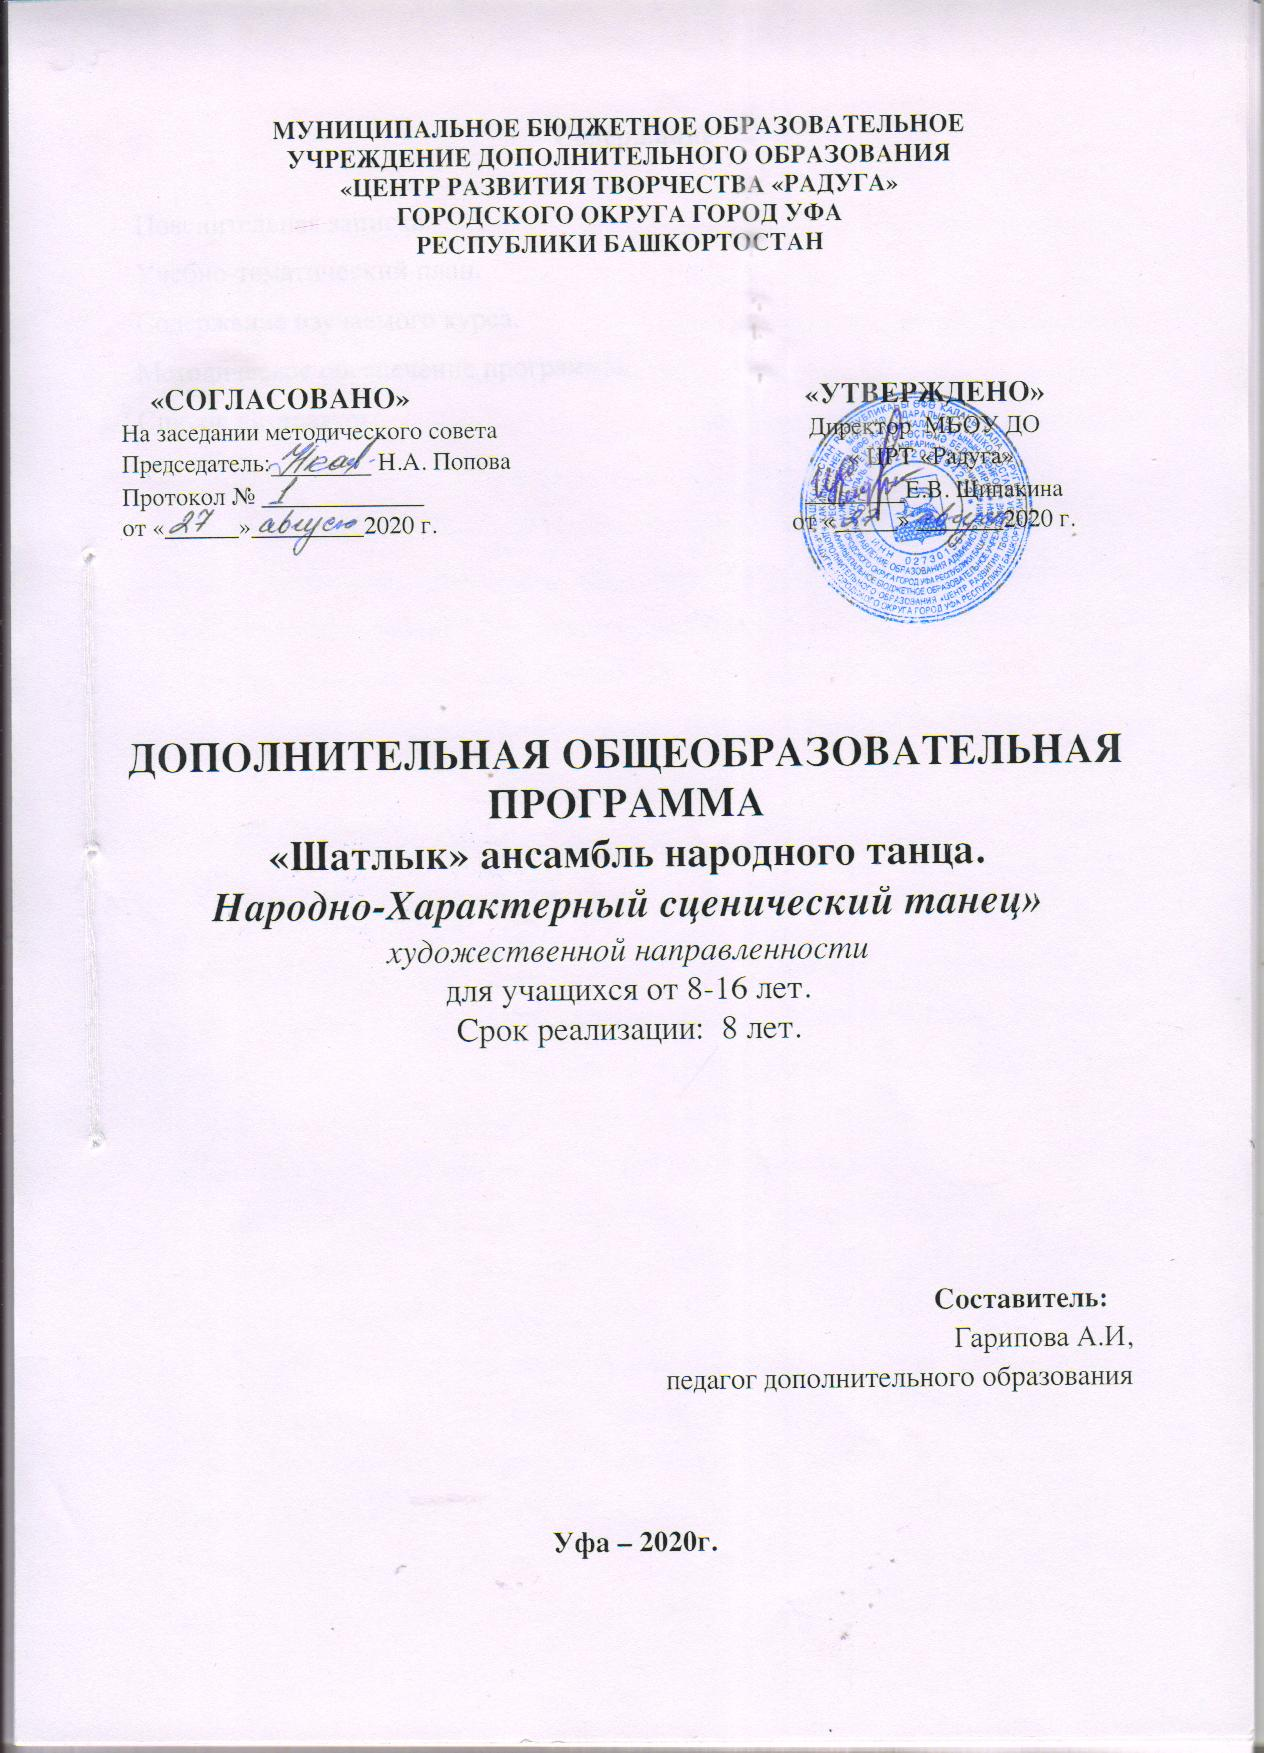 МУНИЦИПАЛЬНОЕ БЮДЖЕТНОЕ ОБРАЗОВАТЕЛЬНОЕ
УЧРЕЖДЕНИЕ ДОПОЛНИТЕЛЬНОГО ОБРАЗОВАНИЯ
«ЦЕНТР РАЗВИТИЯ ТВОРЧЕСТВА «РАДУГА»
ГОРОДСКОГО ОКРУГА ГОРОД УФА
РЕСПУБЛИКИ БАШКОРТОСТАН
«СОГЛАСОВАНО»
На заседании методического совета
Председатель: Н.А. Попова
Протокол № 1
от «27» августа 2020 г.
«УТВЕРЖДЕНО»
Директор МБОУ ДО
« ЦРТ «Радуга»
Е.В. Шипакина
от «27» августа 2020 г.
ДОПОЛНИТЕЛЬНАЯ ОБЩЕОБРАЗОВАТЕЛЬНАЯ
ПРОГРАММА
«Шатлык» ансамбль народного танца.
Народно-Характерный сценический танец»
художественной направленности
для учащихся от 8-16 лет.
Срок реализации: 8 лет.
Составитель:
Гарипова А.И,
педагог дополнительного образования
Уфа – 2020г.